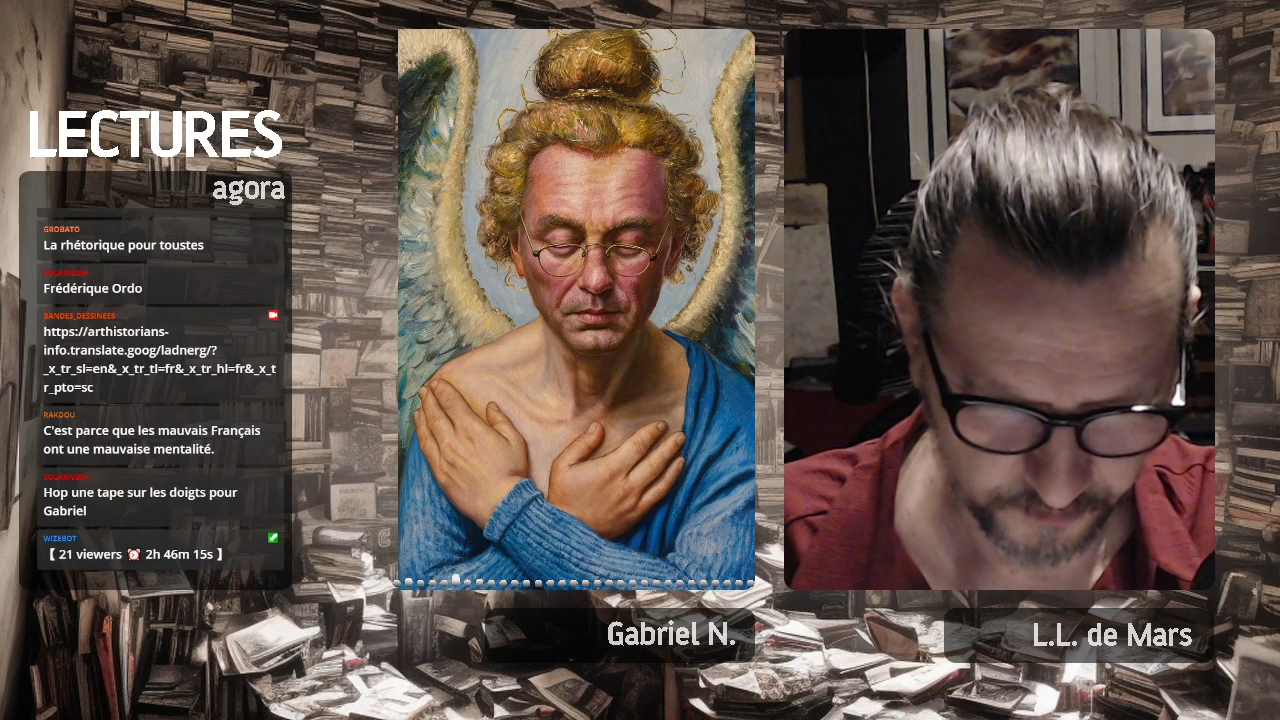 LECTURES
agora
GROBATO
La rhétorique pour toustes
Frédérique Ordo
BANDES_DESSINEES
https://arthistorians-
info.translate.goog/ladnerg/?
_x_tr_sl=en&_x_tr_tl=fr&_x_tr_hl=fr&_x_t
r_pto=sc
RAKDOU
C'est parce que les mauvais Français
ont une mauvaise mentalité.
Hop une tape sur les doigts pour
Gabriel
WIZEBOT
【 21 viewers ⏰ 2h 46m 15s 】
Gabriel N.
L.L. de Mars